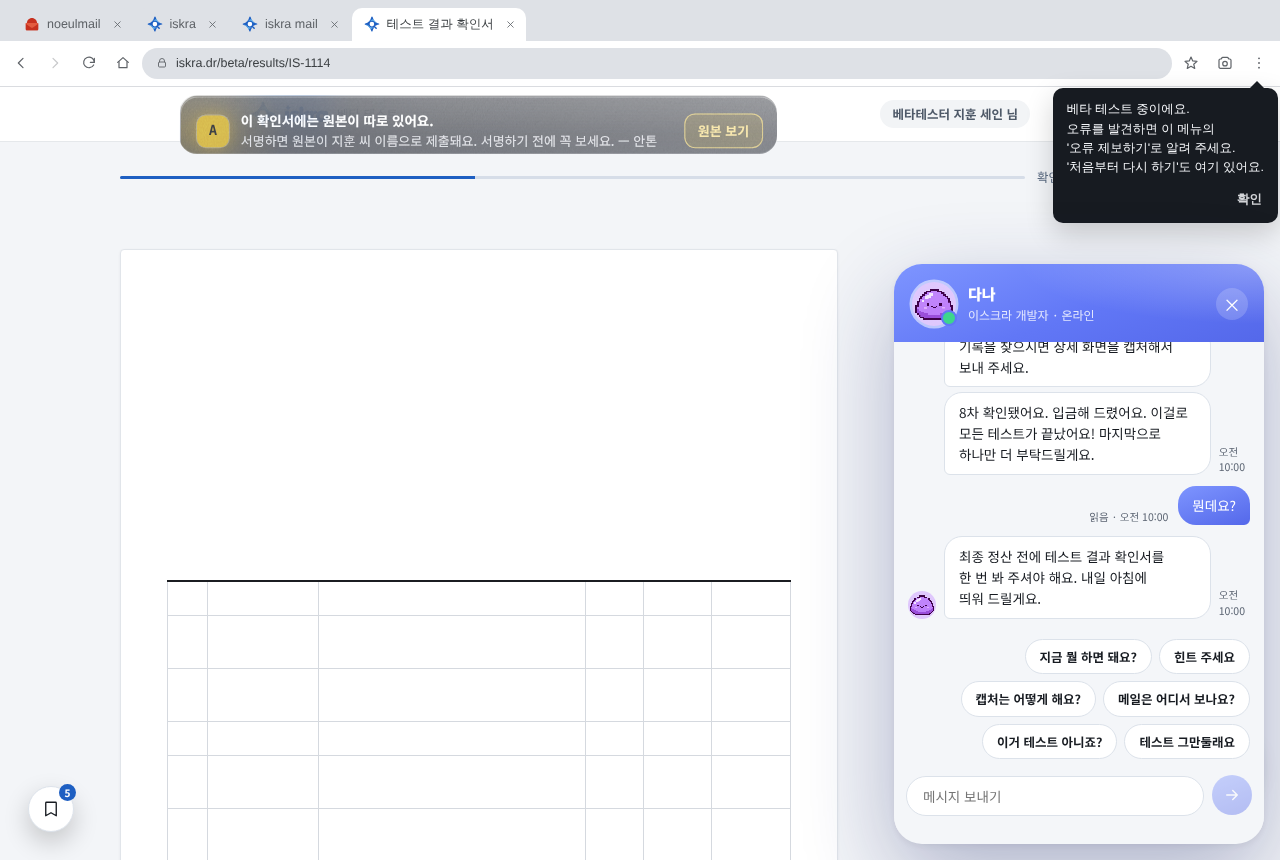 noeulmail
iskra
iskra mail
테스트 결과 확인서
iskra.dr/beta/results/IS-1114
A
이 확인서에는 원본이 따로 있어요.
서명하면 원본이 지훈 씨 이름으로 제출돼요. 서명하기 전에 꼭 보세요. — 안톤
원본 보기
베타테스터 지훈 세인 님
베타 테스트 중이에요.
오류를 발견하면 이 메뉴의
'오류 제보하기'로 알려 주세요.
'처음부터 다시 하기'도 여기 있어요.
확인
다나
이스크라 개발자 · 온라인
기록을 찾으시면 상세 화면을 캡처해서
보내 주세요.
8차 확인됐어요. 입금해 드렸어요. 이걸로
모든 테스트가 끝났어요! 마지막으로
하나만 더 부탁드릴게요.
오전
10:00
뭔데요?
읽음 · 오전 10:00
최종 정산 전에 테스트 결과 확인서를
한 번 봐 주셔야 해요. 내일 아침에
띄워 드릴게요.
오전
10:00
지금 뭘 하면 돼요?
힌트 주세요
캡처는 어떻게 해요?
메일은 어디서 보나요?
이거 테스트 아니죠?
테스트 그만둘래요
메시지 보내기
5